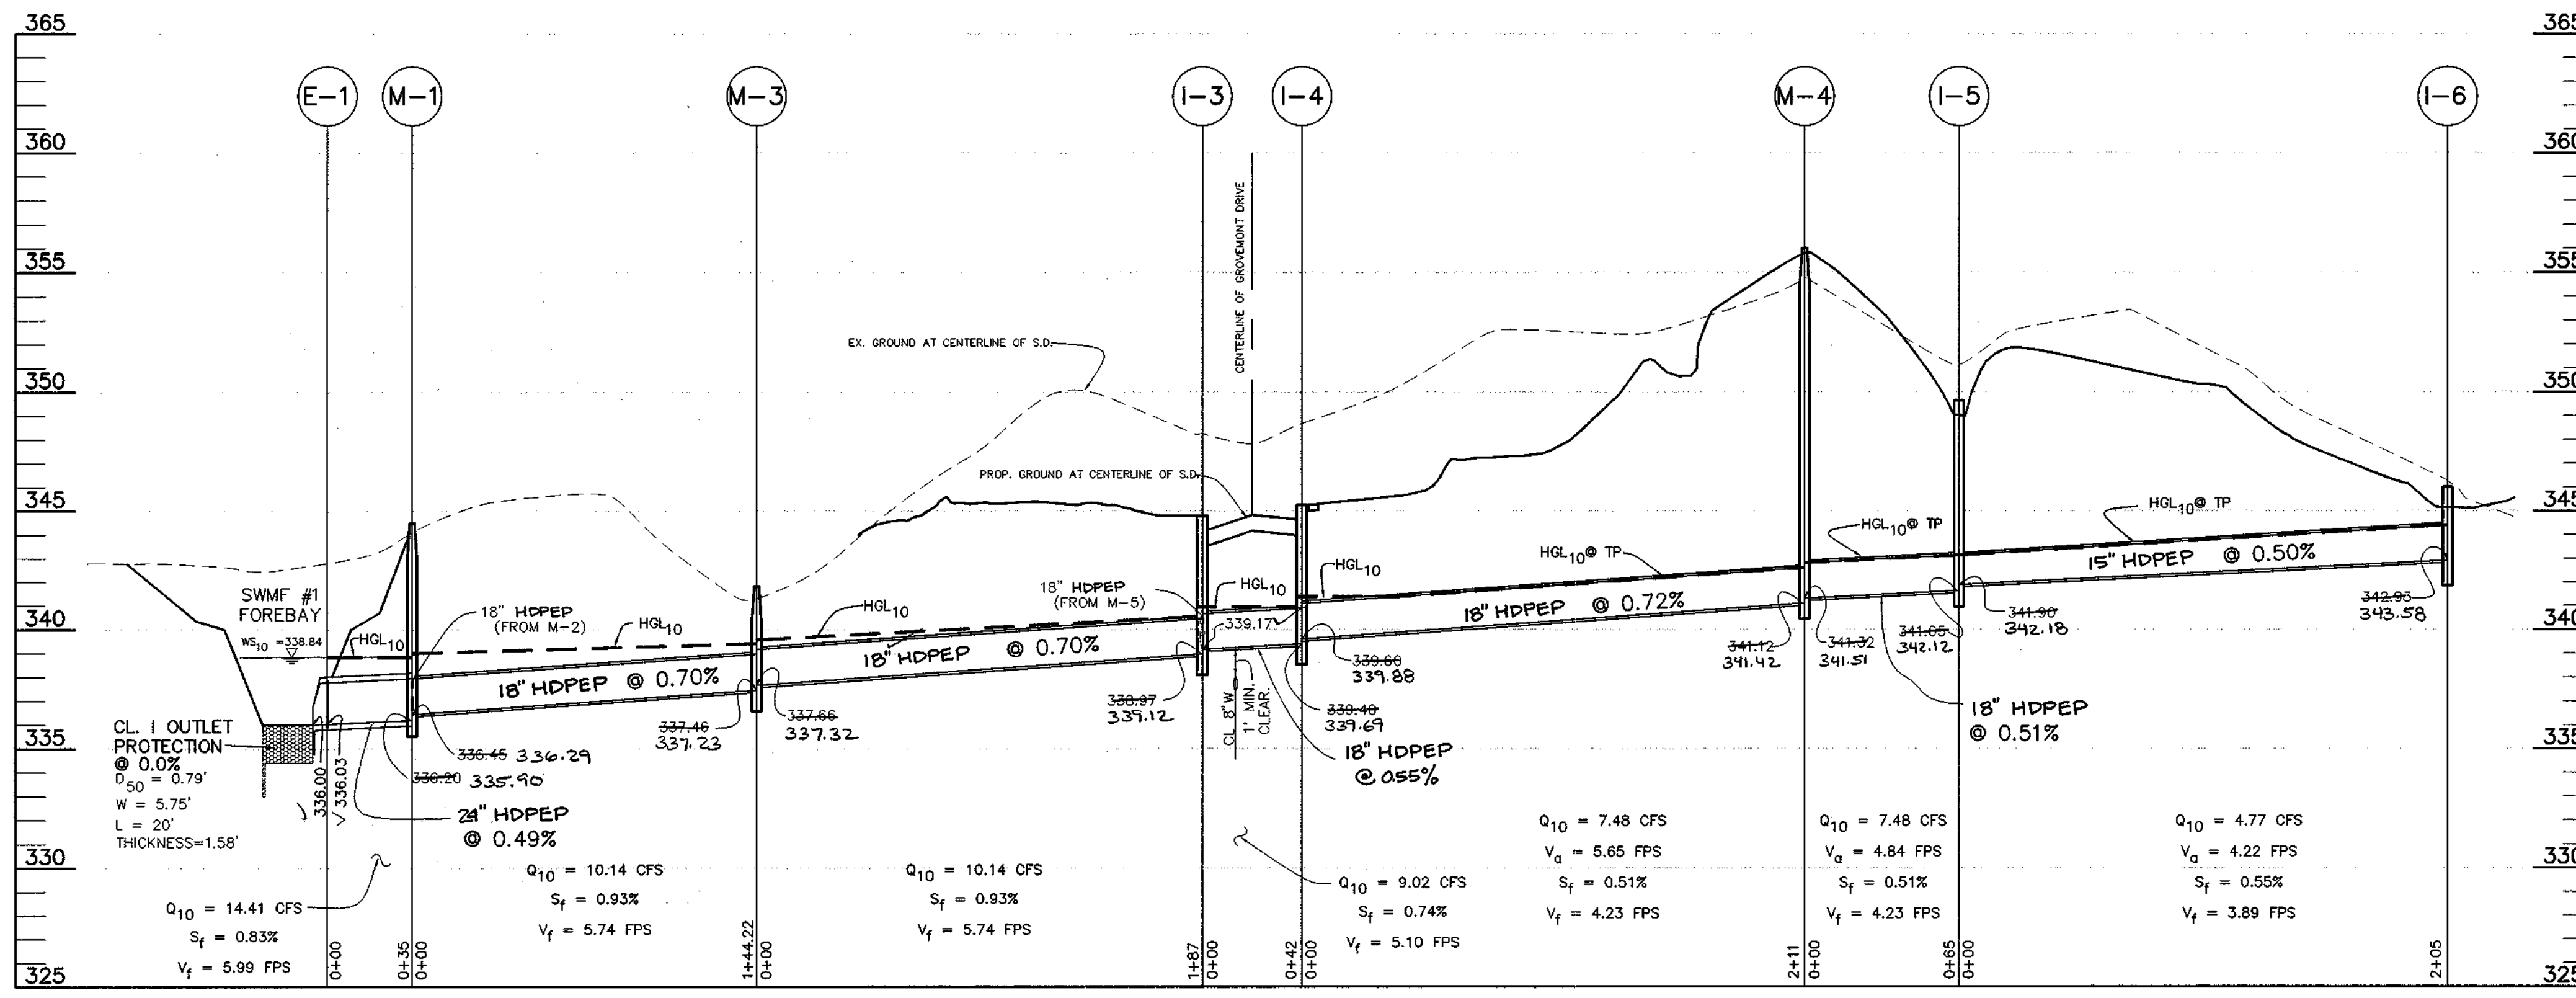 365
365
E-1
M-1
M-3
I-3
I-4
M-4
I-5
I-6
360
360
355
355
350
350
345
345
340
340
335
335
330
330
325
325
CENTERLINE OF GROVEMONT DRIVE
EX. GROUND AT CENTERLINE OF S.D.
PROP. GROUND AT CENTERLINE OF S.D.
SWMF #1
FOREBAY
WS10 =338.84
HGL10
18" HDPEP
(FROM M-2)
HGL10
HGL10
18" HDPEP
(FROM M-5)
HGL10
HGL10
HGL10@ TP
HGL10@ TP
HGL10@ TP
18" HDPEP @ 0.70%
18" HDPEP @ 0.70%
18" HDPEP @ 0.72%
15" HDPEP @ 0.50%
339.17
CL. I OUTLET
PROTECTION
@ 0.0%
D50 = 0.79'
W = 5.75'
L = 20'
THICKNESS=1.58'
336.00
336.03
336.45 336.29
336.20 335.90
24" HDPEP
@ 0.49%
337.46
337.23
337.66
337.32
338.97
339.12
CL. 8" W
1' MIN.
CLEAR.
339.60
339.88
339.40
339.69
18" HDPEP
@ 0.55%
341.12
341.42
341.32
341.51
341.65
342.12
341.90
342.18
18" HDPEP
@ 0.51%
342.95
343.58
Q10 = 14.41 CFS
Sf = 0.83%
Vf = 5.99 FPS
Q10 = 10.14 CFS
Sf = 0.93%
Vf = 5.74 FPS
Q10 = 10.14 CFS
Sf = 0.93%
Vf = 5.74 FPS
Q10 = 9.02 CFS
Sf = 0.74%
Vf = 5.10 FPS
Q10 = 7.48 CFS
Va = 5.65 FPS
Sf = 0.51%
Vf = 4.23 FPS
Q10 = 7.48 CFS
Va = 4.84 FPS
Sf = 0.51%
Vf = 4.23 FPS
Q10 = 4.77 CFS
Va = 4.22 FPS
Sf = 0.55%
Vf = 3.89 FPS
0+00
0+35
0+00
1+44.22
0+00
1+87
0+00
0+42
0+00
2+11
0+00
0+65
0+00
2+05